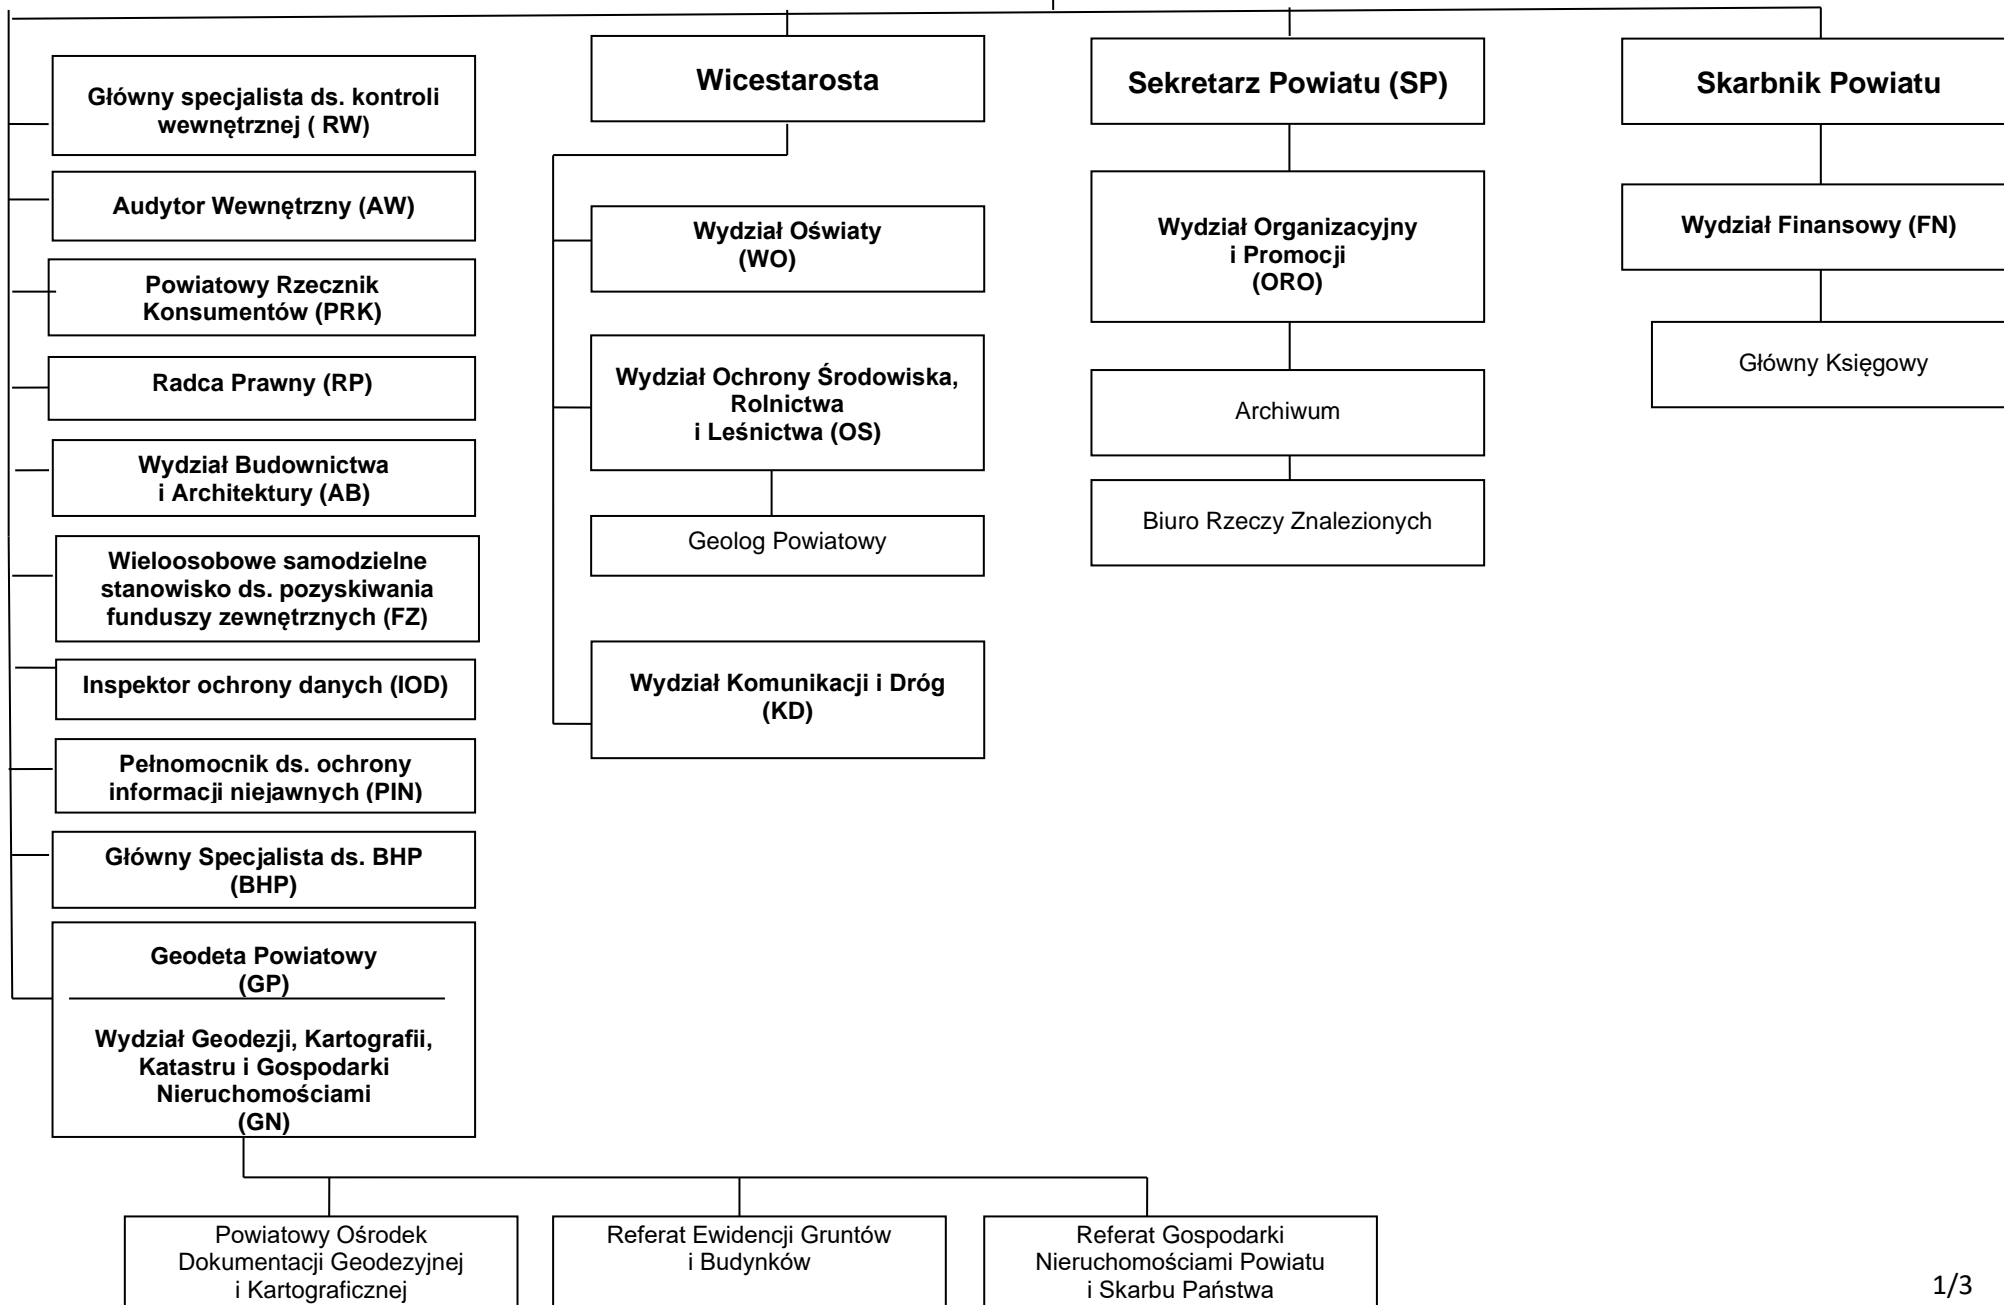 Główny specjalista ds. kontroli
wewnętrznej ( RW)
Audytor Wewnętrzny (AW)
Powiatowy Rzecznik
Konsumentów (PRK)
Radca Prawny (RP)
Wydział Budownictwa
i Architektury (AB)
Wieloosobowe samodzielne
stanowisko ds. pozyskiwania
funduszy zewnętrznych (FZ)
Inspektor ochrony danych (IOD)
Pełnomocnik ds. ochrony
informacji niejawnych (PIN)
Główny Specjalista ds. BHP
(BHP)
Geodeta Powiatowy
(GP)
Wydział Geodezji, Kartografii,
Katastru i Gospodarki
Nieruchomościami
(GN)
Wicestarosta
Wydział Oświaty
(WO)
Wydział Ochrony Środowiska,
Rolnictwa
i Leśnictwa (OS)
Geolog Powiatowy
Wydział Komunikacji i Dróg
(KD)
Sekretarz Powiatu (SP)
Wydział Organizacyjny
i Promocji
(ORO)
Archiwum
Biuro Rzeczy Znalezionych
Skarbnik Powiatu
Wydział Finansowy (FN)
Główny Księgowy
Powiatowy Ośrodek
Dokumentacji Geodezyjnej
i Kartograficznej
Referat Ewidencji Gruntów
i Budynków
Referat Gospodarki
Nieruchomościami Powiatu
i Skarbu Państwa
1/3